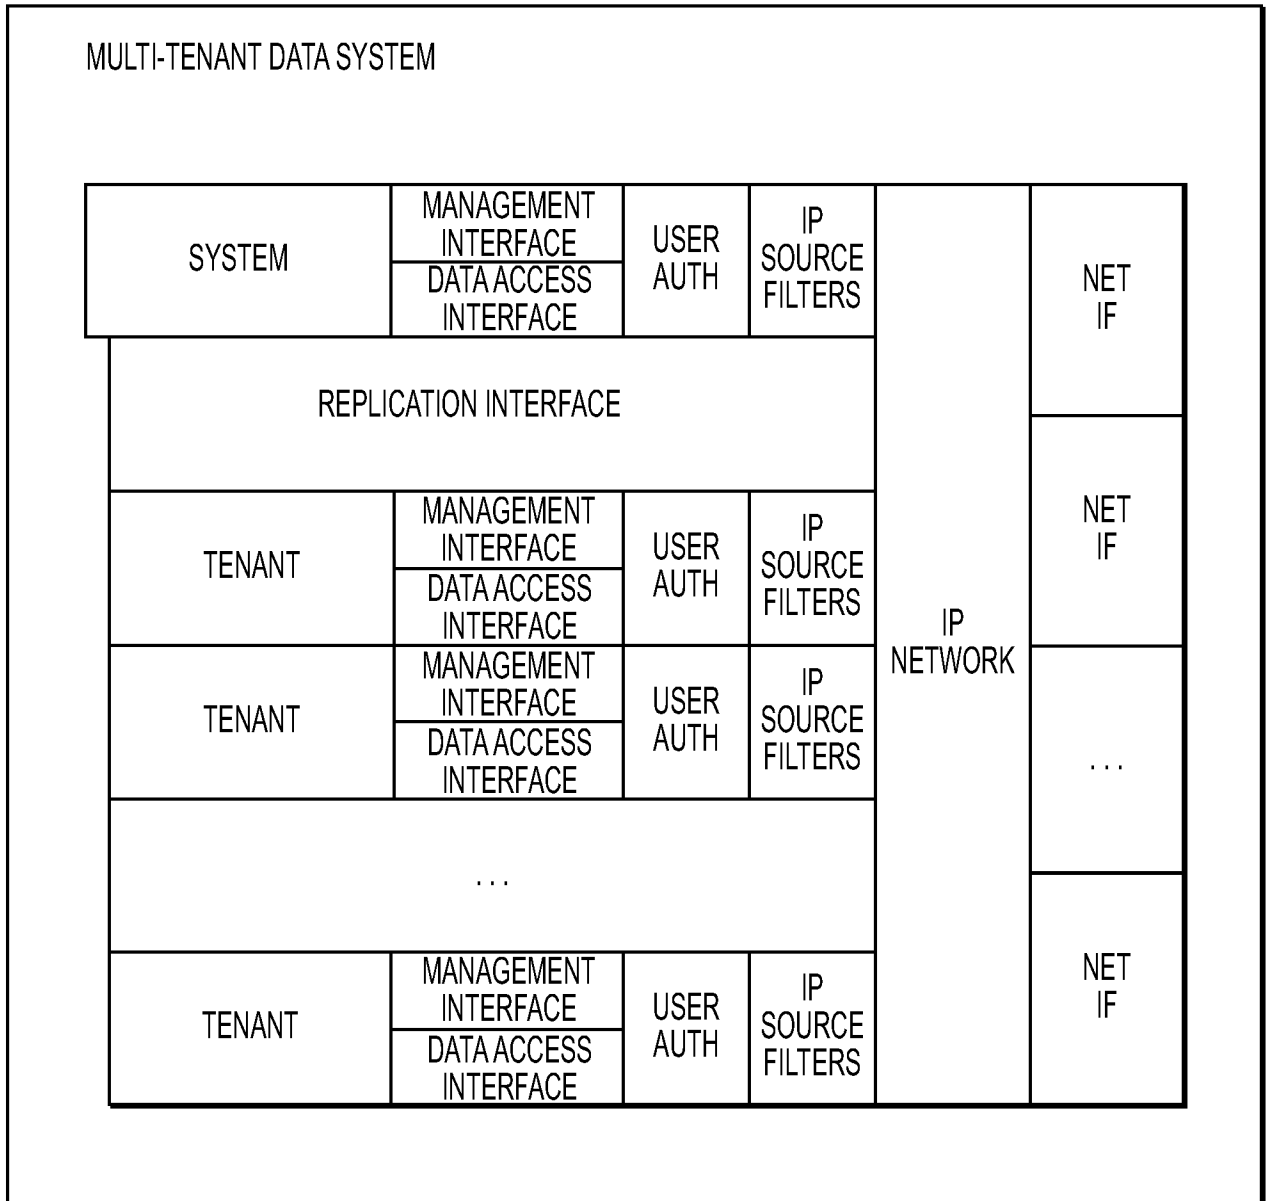 MULTI-TENANT DATA SYSTEM
SYSTEM
MANAGEMENT
INTERFACE
DATA ACCESS
INTERFACE
USER
AUTH
IP
SOURCE
FILTERS
NET
IF
REPLICATION INTERFACE
TENANT
MANAGEMENT
INTERFACE
DATA ACCESS
INTERFACE
USER
AUTH
IP
SOURCE
FILTERS
IP
NETWORK
NET
IF
TENANT
MANAGEMENT
INTERFACE
DATA ACCESS
INTERFACE
USER
AUTH
IP
SOURCE
FILTERS
. . .
. . .
TENANT
MANAGEMENT
INTERFACE
DATA ACCESS
INTERFACE
USER
AUTH
IP
SOURCE
FILTERS
NET
IF